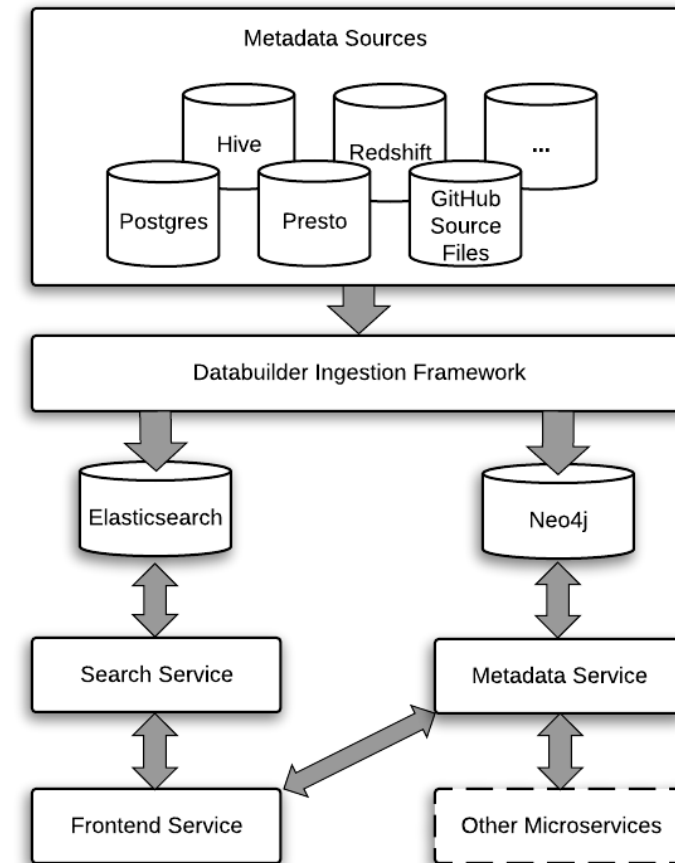 Metadata Sources
Hive
Redshift
...
Postgres
Presto
GitHub
Source
Files
Databuilder Ingestion Framework
Elasticsearch
Neo4j
Search Service
Metadata Service
Frontend Service
Other Microservices